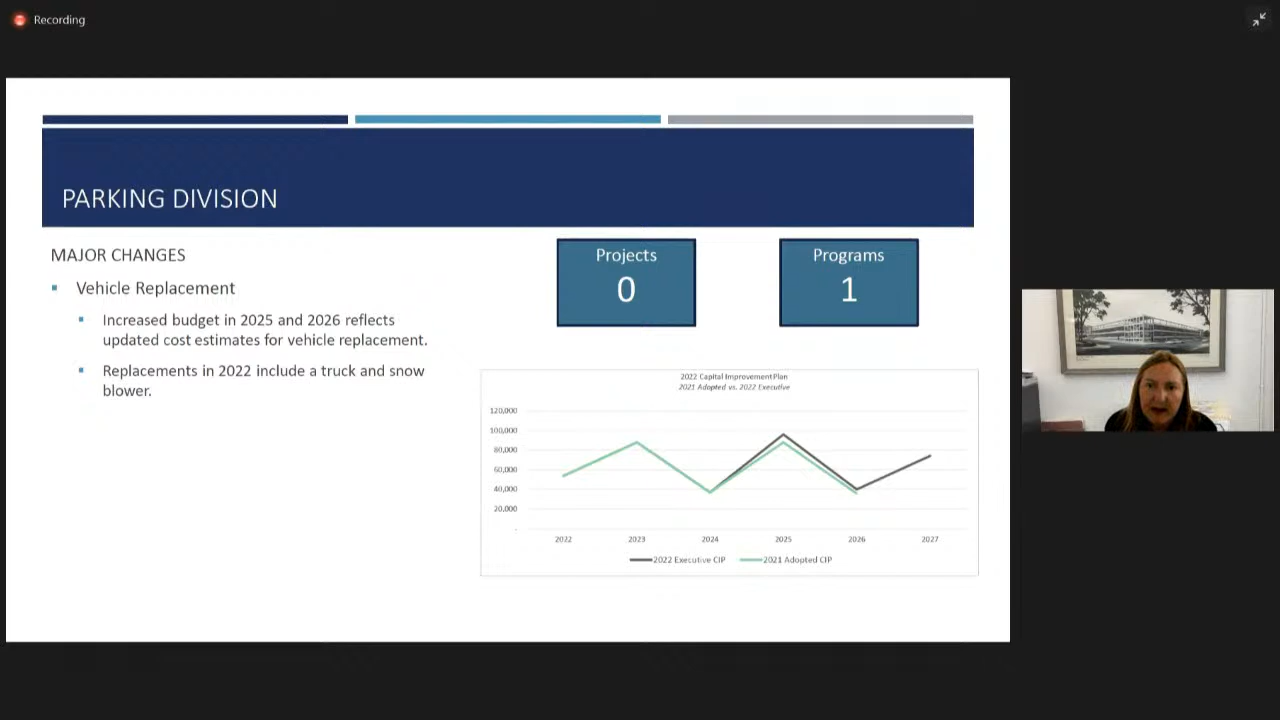 Recording
PARKING DIVISION
MAJOR CHANGES
Vehicle Replacement
Increased budget in 2025 and 2026 reflects
updated cost estimates for vehicle replacement.
Replacements in 2022 include a truck and snow
blower.
Projects
0
Programs
1
2022 Capital Improvement Plan
2021 Adopted vs. 2022 Executive
120,000
100,000
80,000
60,000
40,000
20,000
-
2022 2023 2024 2025 2026 2027
2022 Executive CIP 2021 Adopted CIP